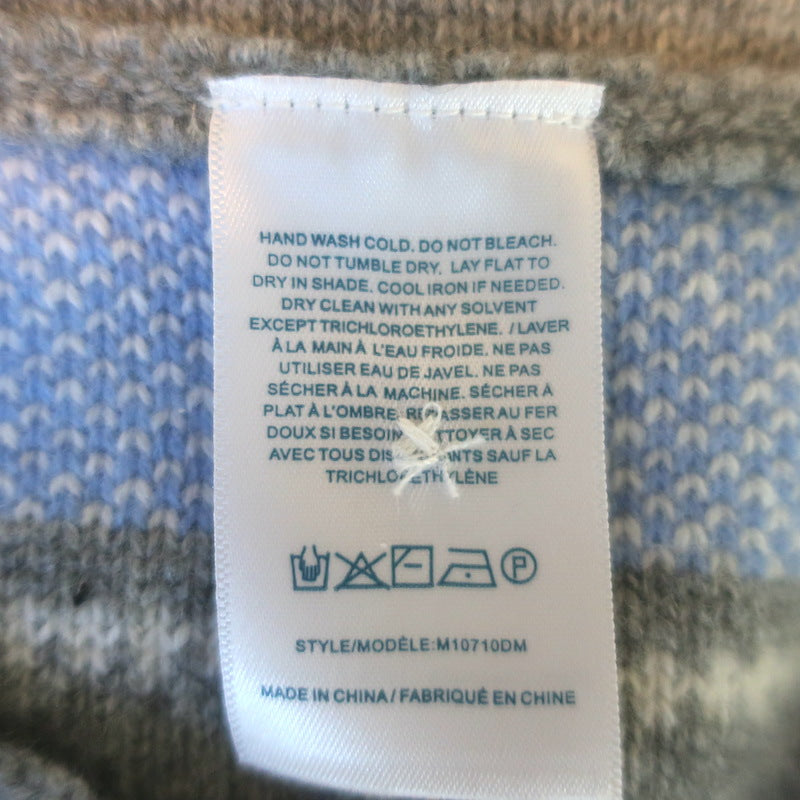 HAND WASH COLD. DO NOT BLEACH.
DO NOT TUMBLE DRY. LAY FLAT TO
DRY IN SHADE. COOL IRON IF NEEDED.
DRY CLEAN WITH ANY SOLVENT
EXCEPT TRICHLOROETHYLENE. / LAVER
À LA MAIN À L'EAU FROIDE. NE PAS
UTILISER EAU DE JAVEL. NE PAS
SÉCHER À LA MACHINE. SÉCHER À
PLAT À L'OMBRE. REPASSER AU FER
DOUX SI BESOIN. NETTOYER À SEC
AVEC TOUS SAUF LA
TRICHLOROETHYLÈNE
P
STYLE/MODÈLE:M10710DM
MADE IN CHINA/ FABRIQUÉ EN CHINE